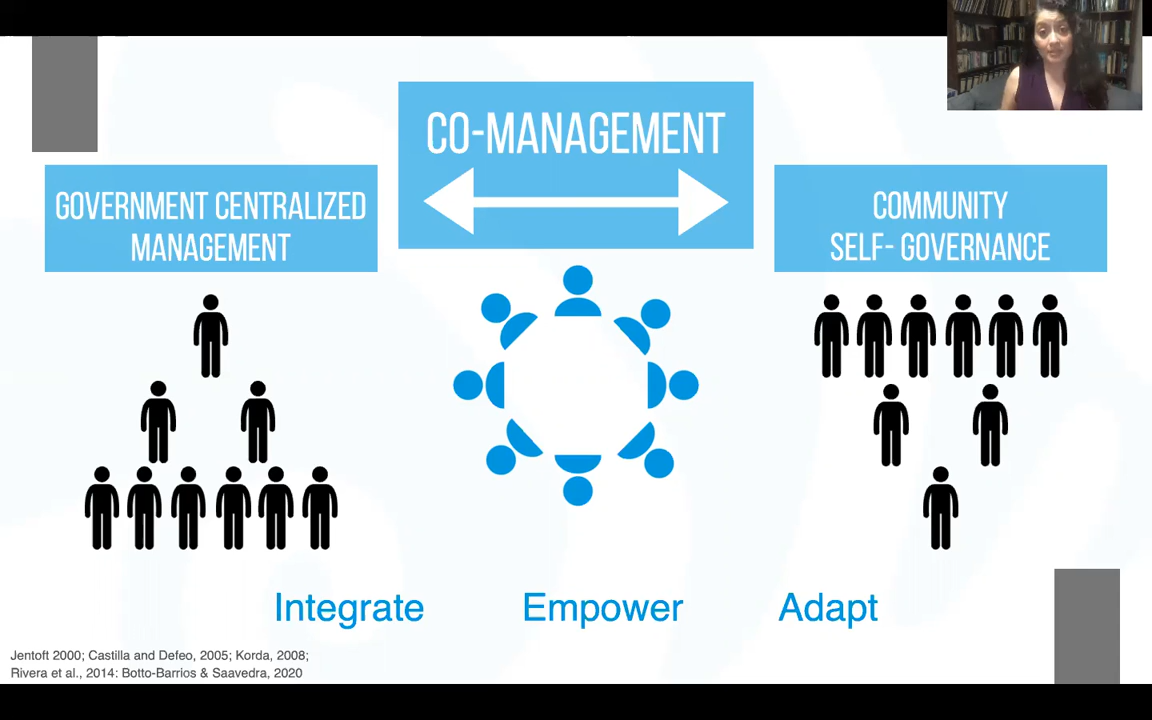 CO-MANAGEMENT
GOVERNMENT CENTRALIZED
MANAGEMENT
COMMUNITY
SELF- GOVERNANCE
Integrate
Empower
Adapt
Jentoft 2000; Castilla and Defeo, 2005; Korda, 2008;
Rivera et al., 2014: Botto-Barrios & Saavedra, 2020